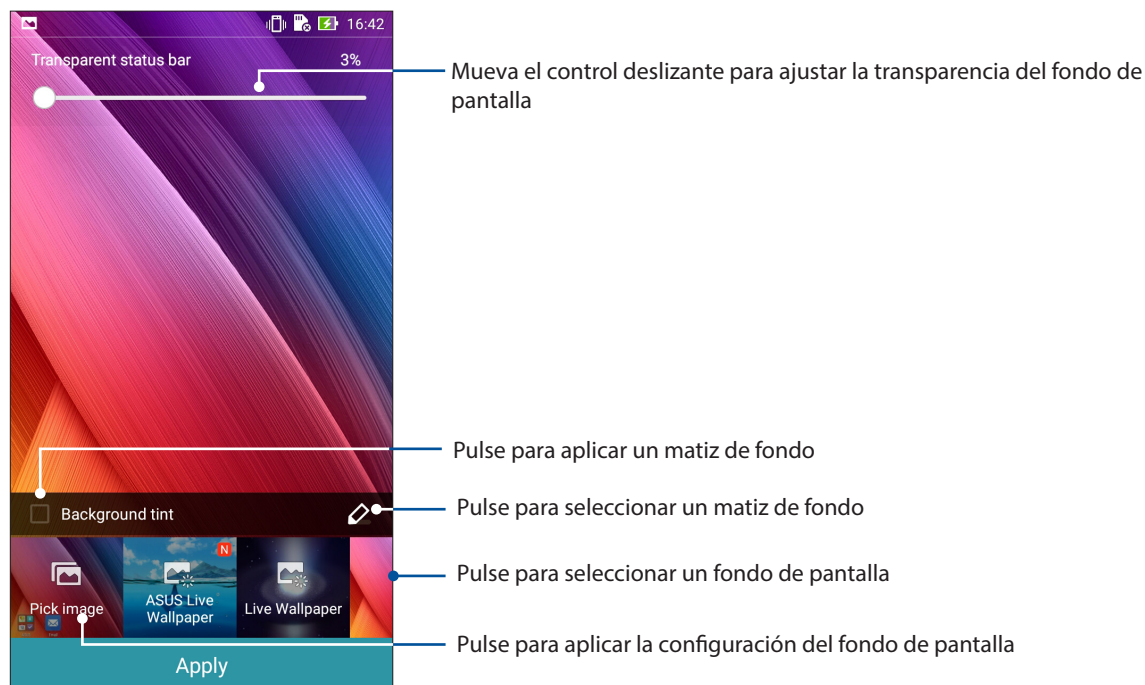 16:42
Transparent status bar 3%
Mueva el control deslizante para ajustar la transparencia del fondo de
pantalla
Pulse para aplicar un matiz de fondo
Background tint
Pulse para seleccionar un matiz de fondo
N
Pick image
ASUS Live
Wallpaper
Live Wallpaper
Pulse para seleccionar un fondo de pantalla
Pulse para aplicar la configuración del fondo de pantalla
Apply